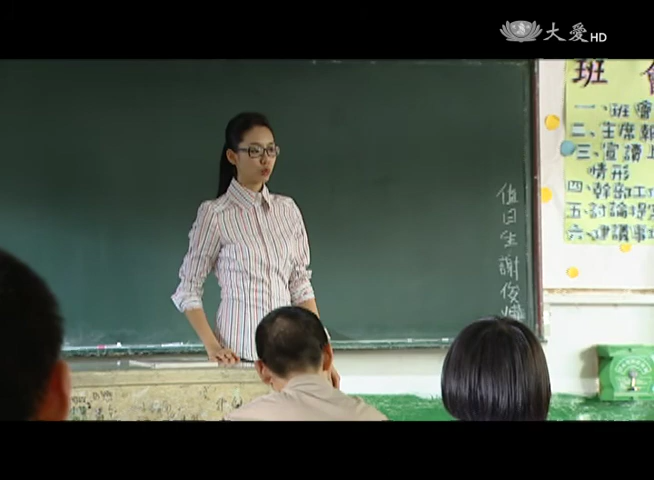 大愛HD
班
一、班會
二、主席報
三、宣讀上
情形
四、幹部工
五、討論提案
六、建議事
值日生 謝俊